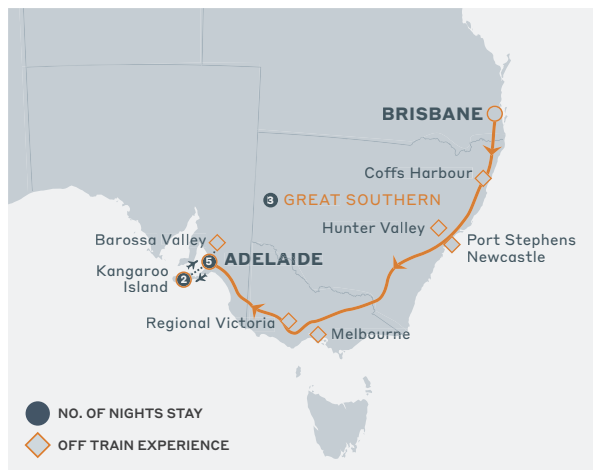 BRISBANE
Coffs Harbour
3 GREAT SOUTHERN
Hunter Valley
Port Stephens
Newcastle
Barossa Valley
5 ADELAIDE
Kangaroo
Island
2
Regional Victoria
Melbourne
NO. OF NIGHTS STAY
OFF TRAIN EXPERIENCE